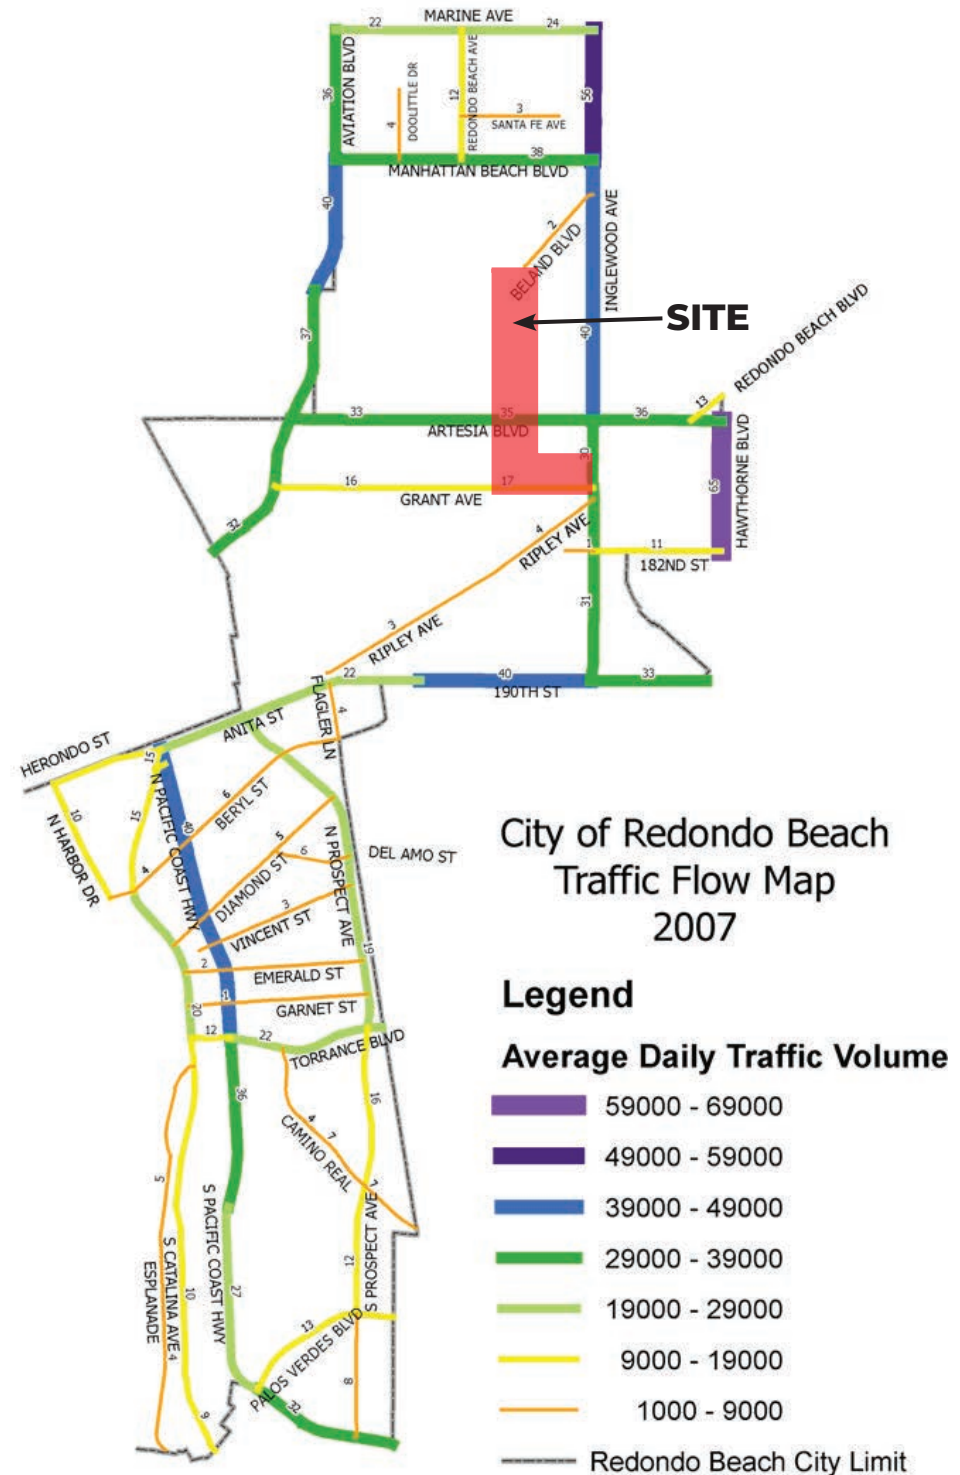 MARINE AVE
22
24
AVIATION BLVD
36
DOOLITTLE DR
4
12
REDONDO BEACH AVE
3
SANTA FE AVE
56
38
MANHATTAN BEACH BLVD
40
2
BELAND BLVD
INGLEWOOD AVE
SITE
37
40
REDONDO BEACH BLVD
13
33
35
36
ARTESIA BLVD
30
HAWTHORNE BLVD
65
16
17
GRANT AVE
32
4
RIPLEY AVE
1
11
182ND ST
31
3
RIPLEY AVE
22
40
33
190TH ST
FLAGLER LN
4
ANITA ST
HERONDO ST
15
N PACIFIC COAST HWY
10
15
40
6
BERYL ST
N HARBOR DR
4
5
DIAMOND ST
6
N PROSPECT AVE
DEL AMO ST
3
VINCENT ST
19
2
EMERALD ST
1
GARNET ST
20
12
22
TORRANCE BLVD
36
16
4
7
CAMINO REAL
7
5
S PACIFIC COAST HWY
S PROSPECT AVE
12
S CATALINA AVE
ESPLANADE
10
27
13
PALOS VERDES BLVD
4
8
9
32
City of Redondo Beach
Traffic Flow Map
2007
Legend
Average Daily Traffic Volume
59000 - 69000
49000 - 59000
39000 - 49000
29000 - 39000
19000 - 29000
9000 - 19000
1000 - 9000
Redondo Beach City Limit